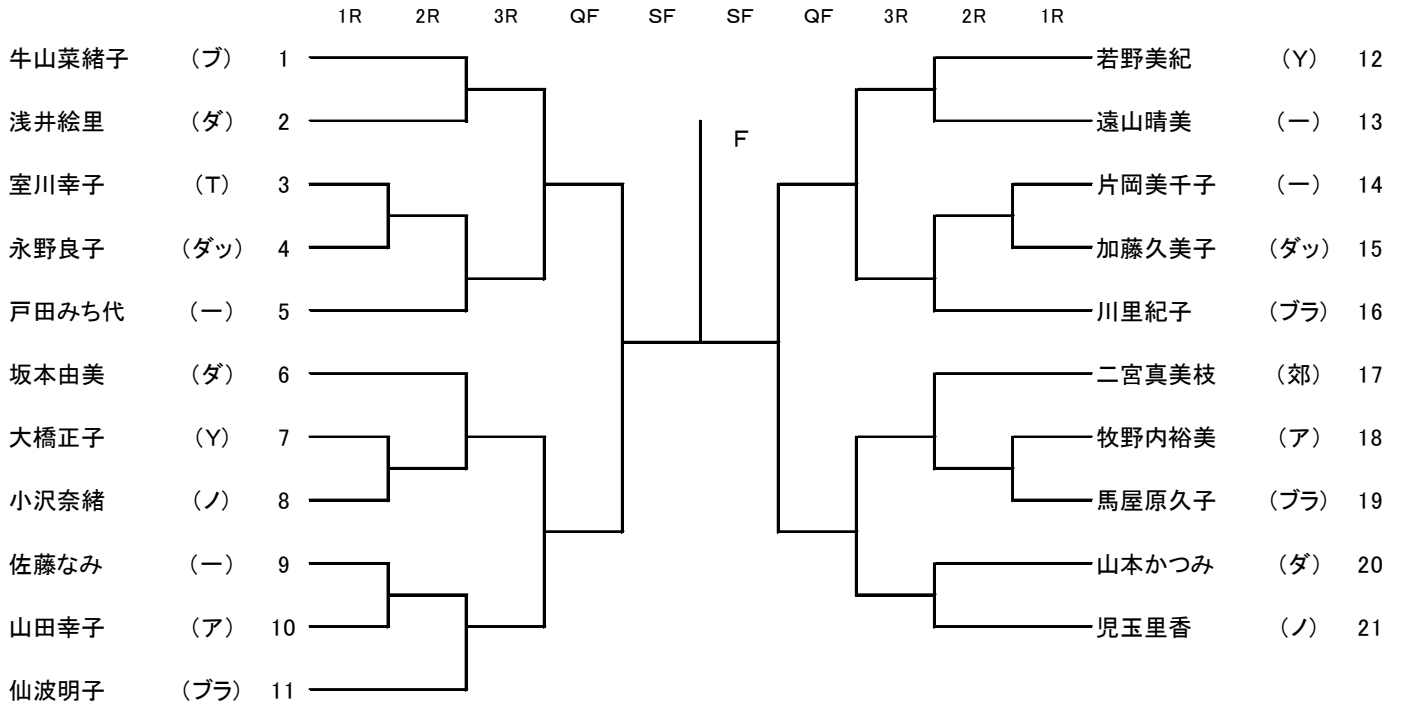 1R 2R 3R QF SF SF QF 3R 2R 1R
牛山菜緒子 (ブ) 1 若野美紀 (Y) 12
F
浅井絵里 (ダ) 2 遠山晴美 (一) 13
室川幸子 (T) 3 片岡美千子 (一) 14
永野良子 (ダッ) 4 加藤久美子 (ダッ) 15
戸田みち代 (一) 5 川里紀子 (ブラ) 16
坂本由美 (ダ) 6 二宮真美枝 (郊) 17
大橋正子 (Y) 7 牧野内裕美 (ア) 18
小沢奈緒 (ノ) 8 馬屋原久子 (ブラ) 19
佐藤なみ (一) 9 山本かつみ (ダ) 20
山田幸子 (ア) 10 児玉里香 (ノ) 21
仙波明子 (ブラ) 11